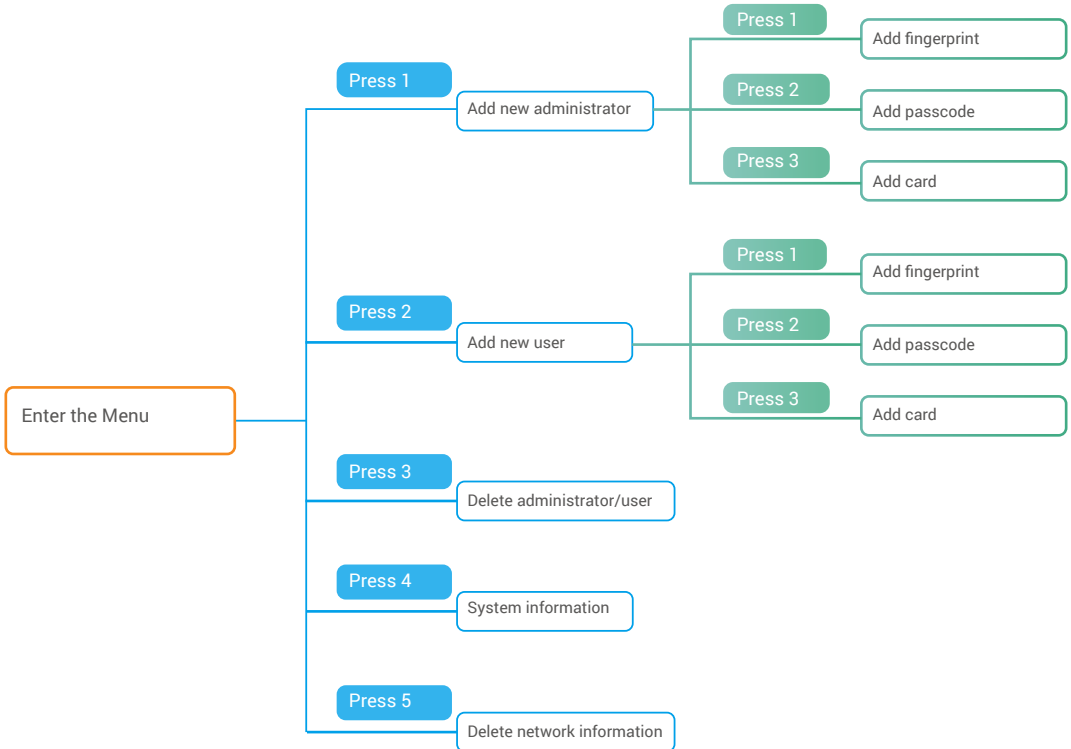 Press 1
Add fingerprint
Press 1
Add new administrator
Press 2
Add passcode
Press 3
Add card
Press 1
Add fingerprint
Press 2
Add new user
Press 2
Add passcode
Press 3
Add card
Enter the Menu
Press 3
Delete administrator/user
Press 4
System information
Press 5
Delete network information